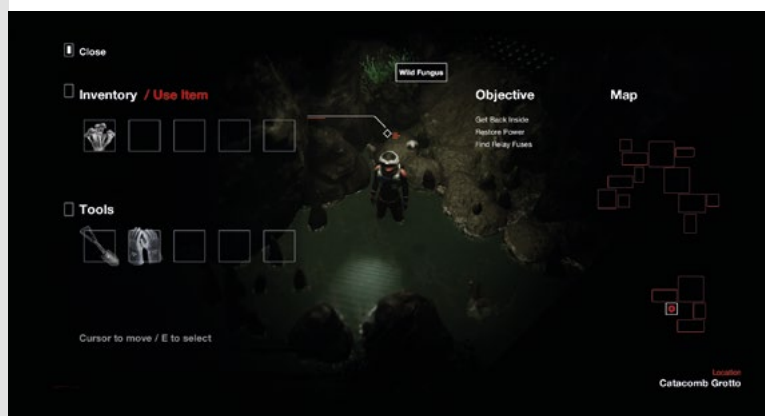 Close
Wild Fungus
Inventory / Use Item
Objective
Map
Get Back Inside
Restore Power
Find Relay Fuses
Tools
Cursor to move / E to select
Location
Catacomb Grotto